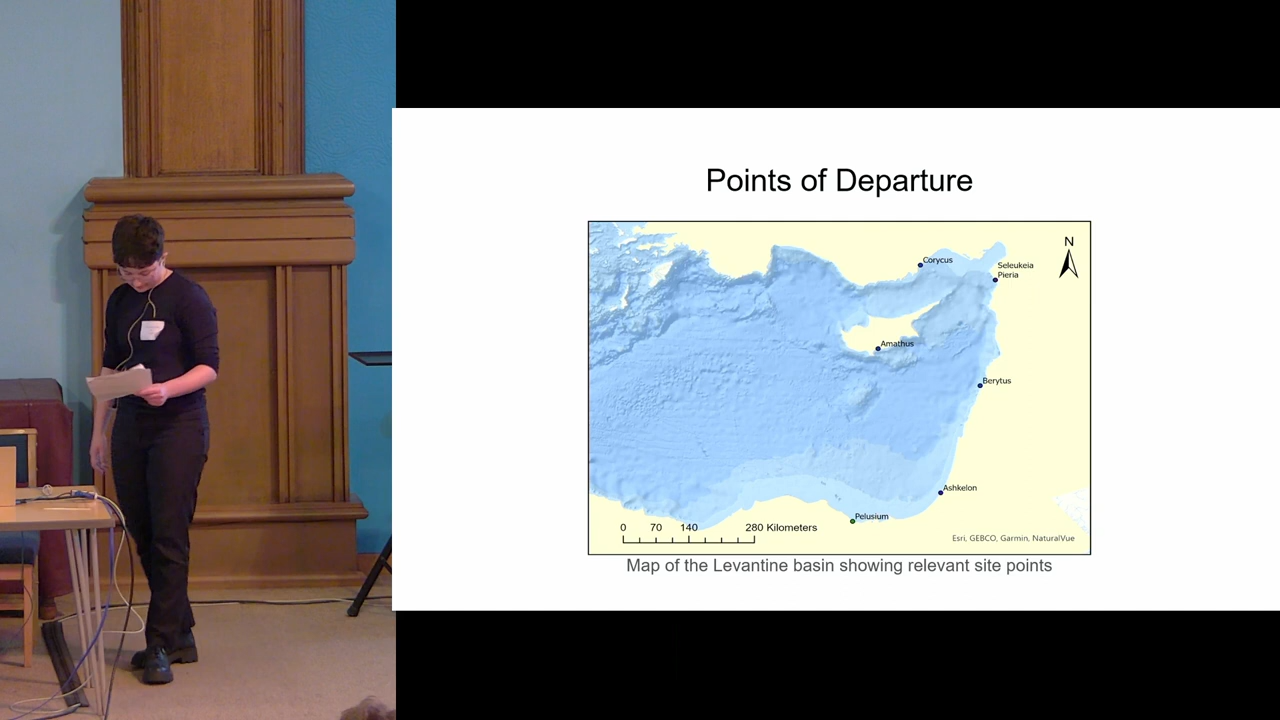 Points of Departure
N
Corycus
Seleukeia
Pieria
Amathus
Berytus
Ashkelon
Pelusium
0 70 140 280 Kilometers
Esri, GEBCO, Garmin, NaturalVue
Map of the Levantine basin showing relevant site points